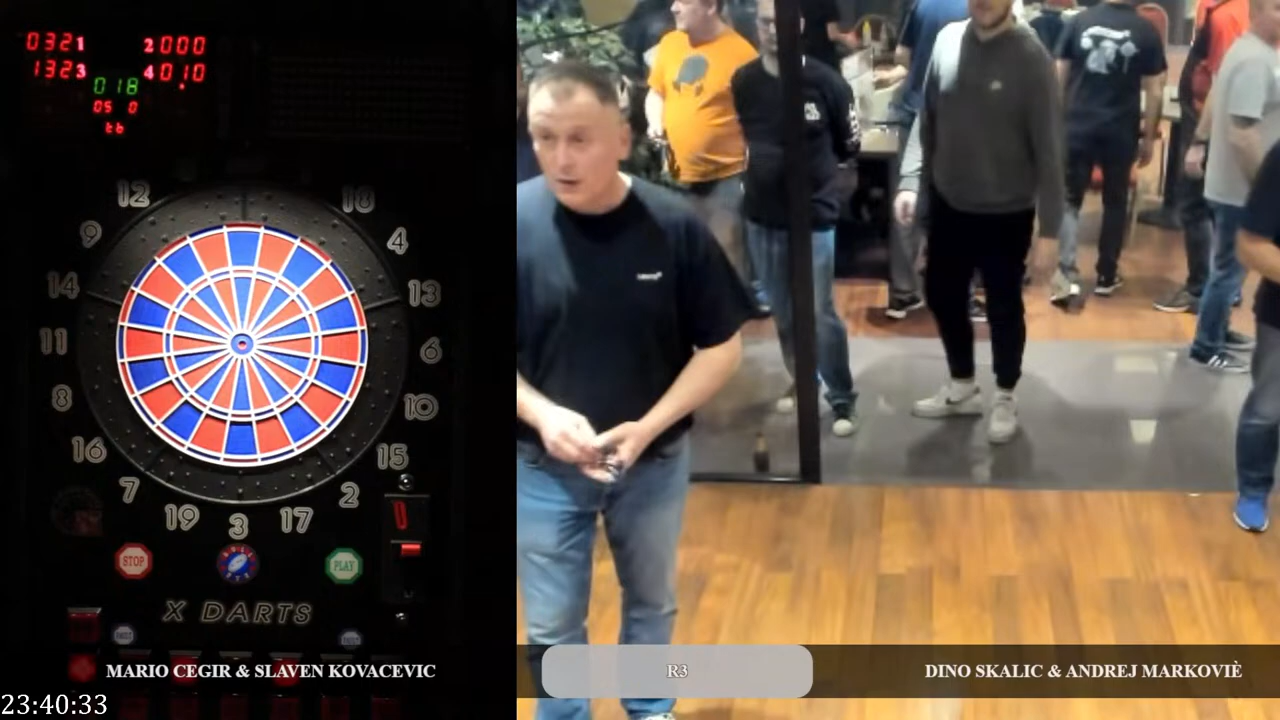 0321 2000
1323 4010
018
05 0
tb
12 18
9 4
14 13
11 6
8 10
16 15
7 2
19 3 17
STOP PLAY
X DARTS
MARIO CEGIR & SLAVEN KOVACEVIC R3 DINO SKALIC & ANDREJ MARKOVIÈ
23:40:33